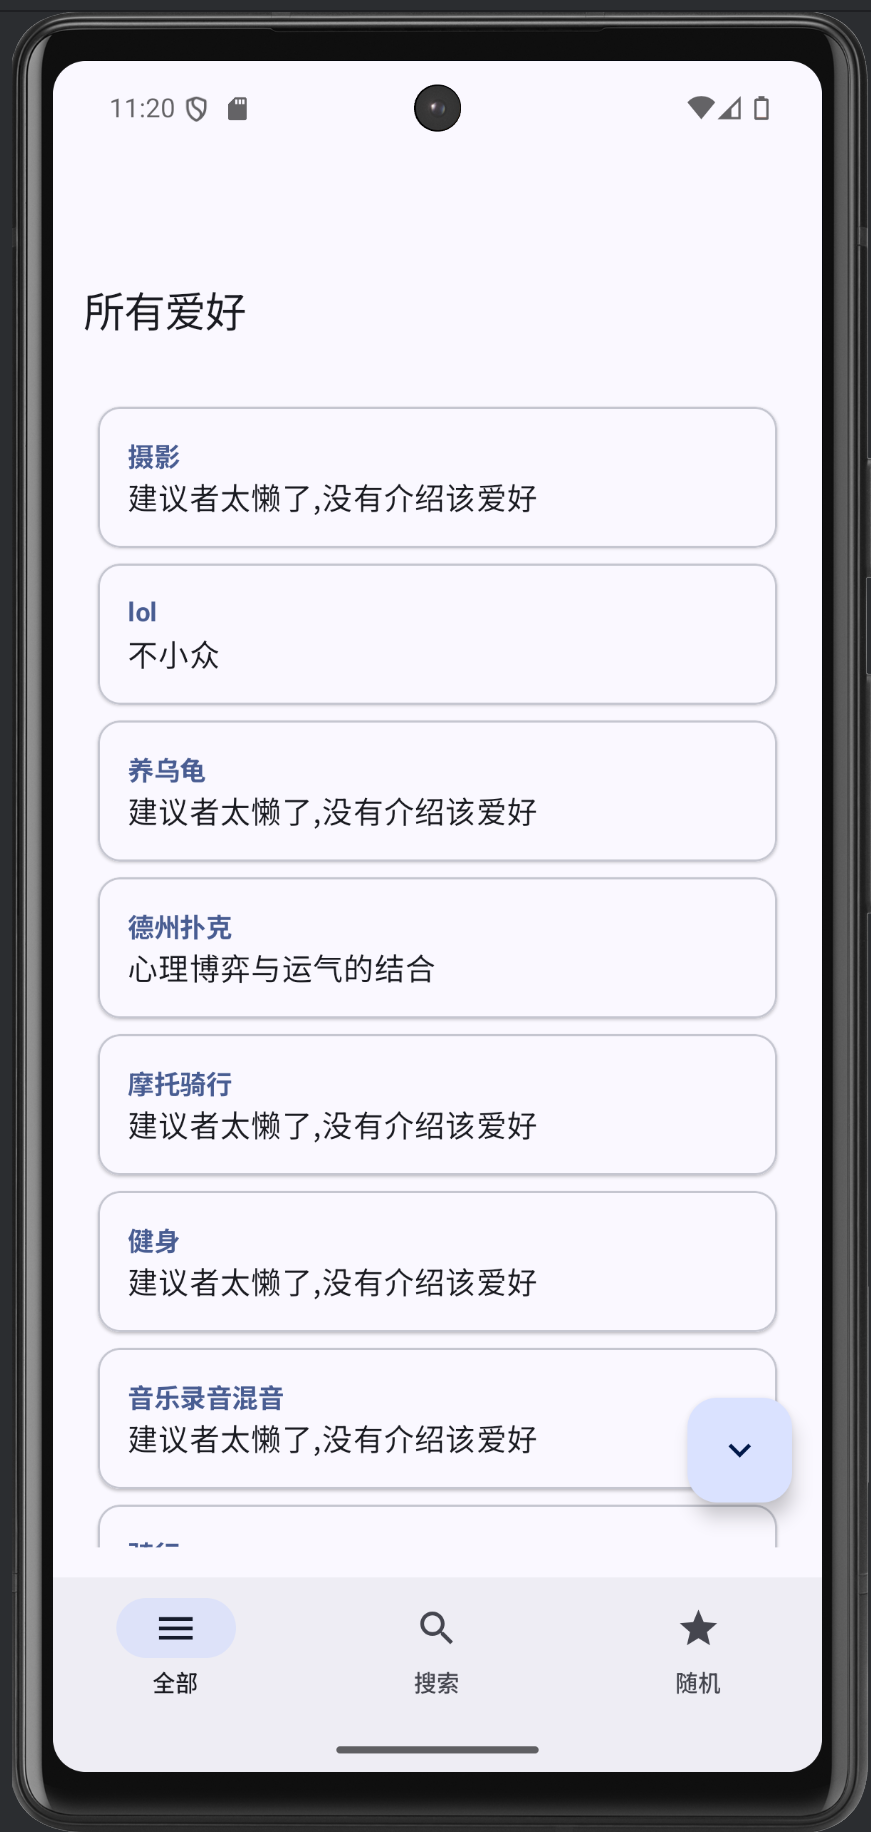 11:20
所有爱好
摄影
建议者太懒了,没有介绍该爱好
lol
不小众
养乌龟
建议者太懒了,没有介绍该爱好
德州扑克
心理博弈与运气的结合
摩托骑行
建议者太懒了,没有介绍该爱好
健身
建议者太懒了,没有介绍该爱好
音乐录音混音
建议者太懒了,没有介绍该爱好
全部
搜索
随机